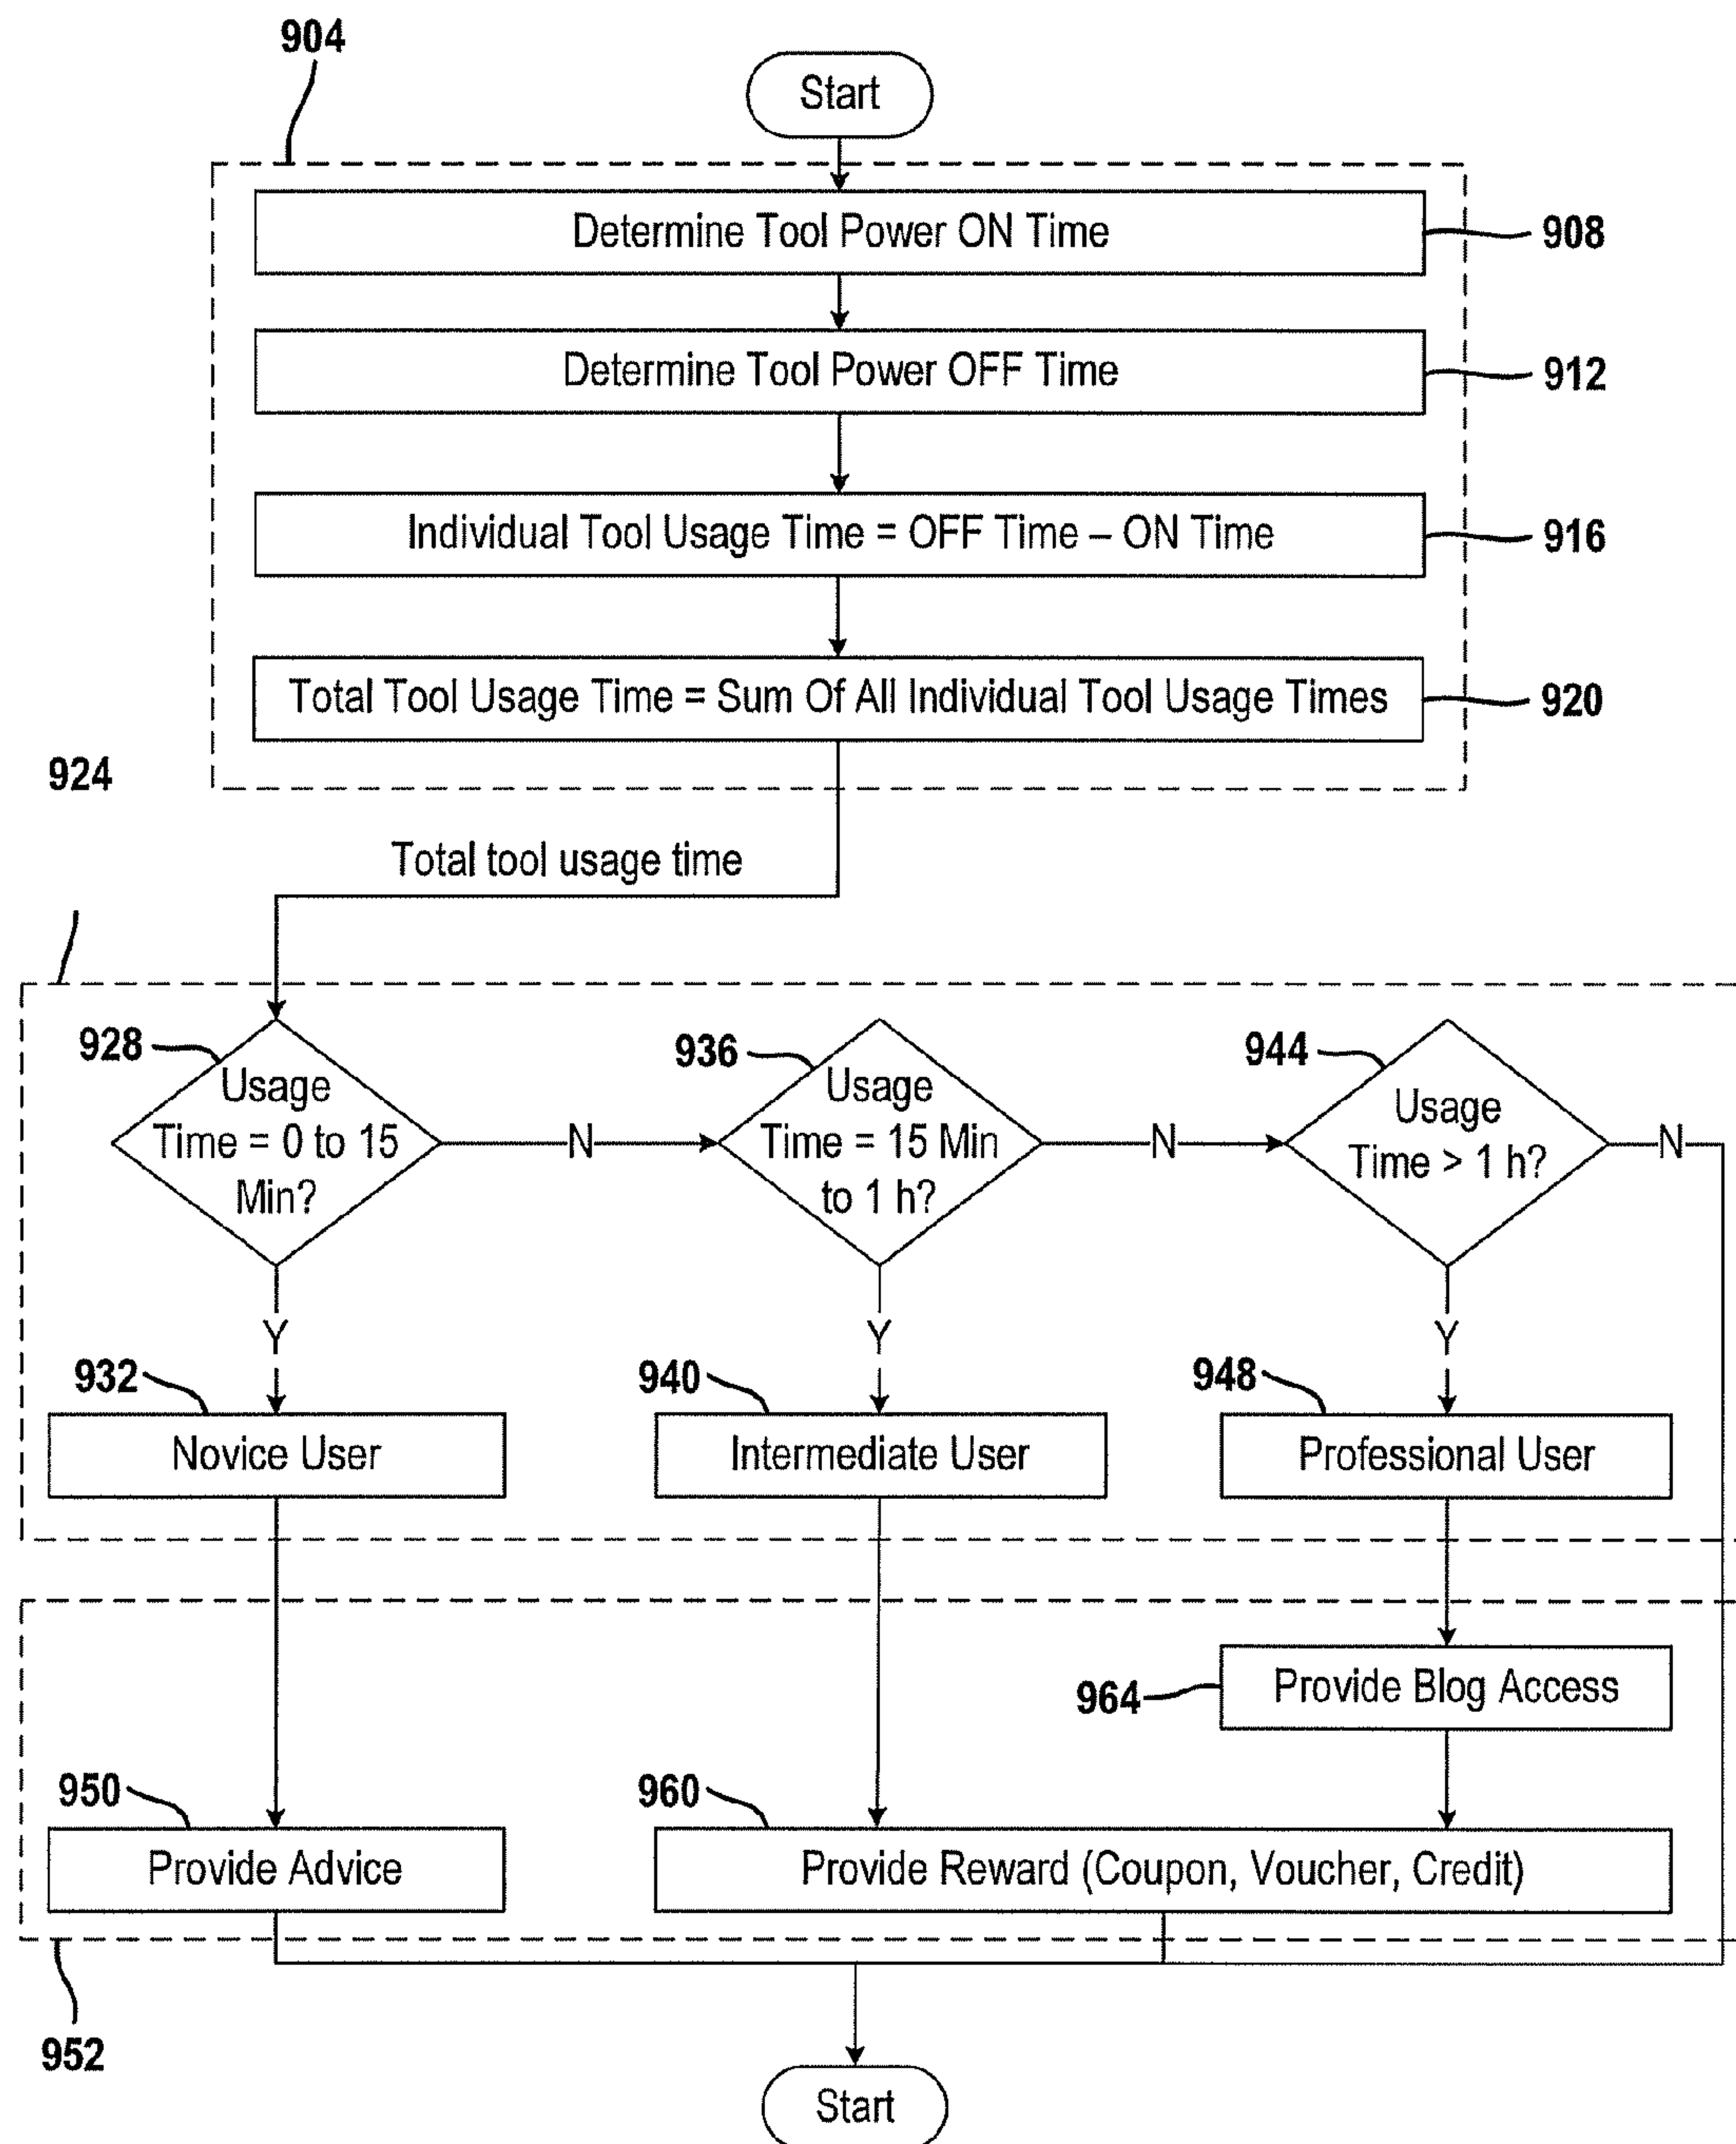 904
Start
Determine Tool Power ON Time
908
Determine Tool Power OFF Time
912
Individual Tool Usage Time = OFF Time – ON Time
916
Total Tool Usage Time = Sum Of All Individual Tool Usage Times
920
924
Total tool usage time
928
Usage
Time = 0 to 15
Min?
N
936
Usage
Time = 15 Min
to 1 h?
N
944
Usage
Time > 1 h?
N
Y
Y
Y
932
Novice User
940
Intermediate User
948
Professional User
964
Provide Blog Access
950
Provide Advice
960
Provide Reward (Coupon, Voucher, Credit)
952
Start